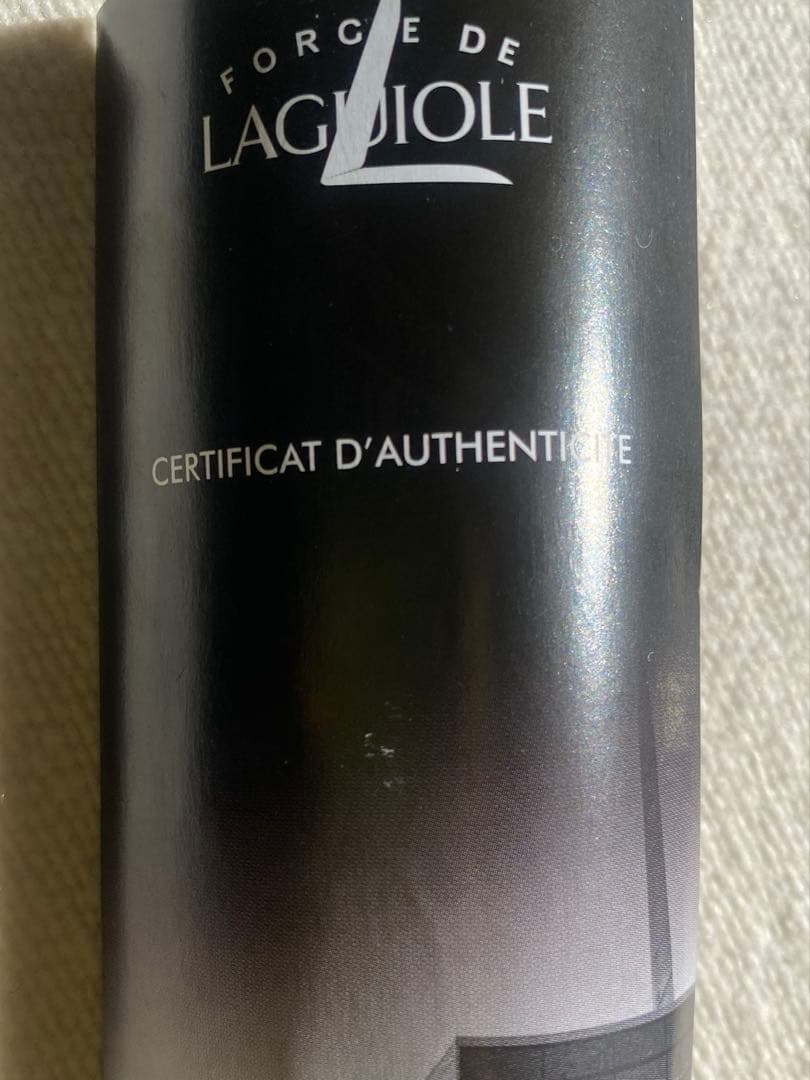 FORGE DE
LAGUIOLE
CERTIFICAT D'AUTHENTICITE